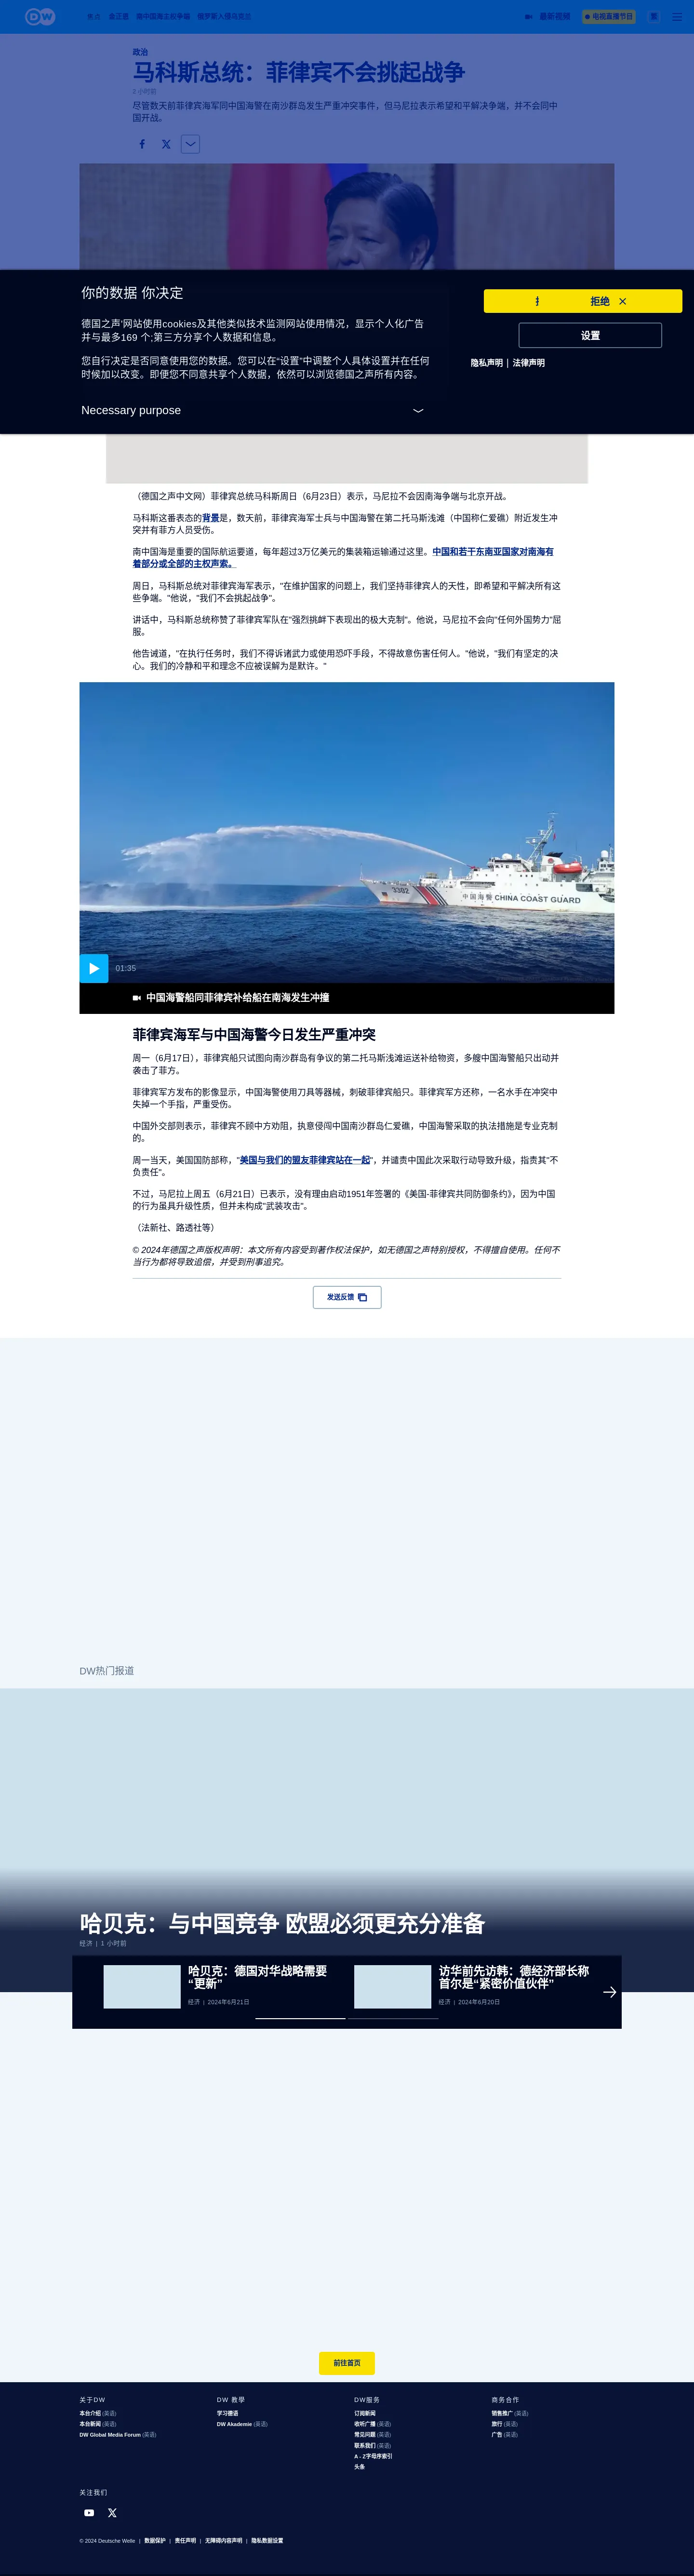 DW
焦点 金正恩 南中国海主权争端 俄罗斯入侵乌克兰
最新视频 电视直播节目 繁
政治
马科斯总统：菲律宾不会挑起战争
2 小时前
尽管数天前菲律宾海军同中国海警在南沙群岛发生严重冲突事件，但马尼拉表示希望和平解决争端，并不会同中
国开战。
你的数据 你决定
拒绝
德国之声'网站使用cookies及其他类似技术监测网站使用情况，显示个人化广告
并与最多169 个;第三方分享个人数据和信息。
设置
您自行决定是否同意使用您的数据。您可以在“设置”中调整个人具体设置并在任何
时候加以改变。即便您不同意共享个人数据，依然可以浏览德国之声所有内容。
隐私声明 | 法律声明
Necessary purpose
（德国之声中文网）菲律宾总统马科斯周日（6月23日）表示，马尼拉不会因南海争端与北京开战。
马科斯这番表态的背景是，数天前，菲律宾海军士兵与中国海警在第二托马斯浅滩（中国称仁爱礁）附近发生冲
突并有菲方人员受伤。
南中国海是重要的国际航运要道，每年超过3万亿美元的集装箱运输通过这里。中国和若干东南亚国家对南海有
着部分或全部的主权声索。
周日，马科斯总统对菲律宾海军表示，"在维护国家的问题上，我们坚持菲律宾人的天性，即希望和平解决所有这
些争端。"他说，"我们不会挑起战争"。
讲话中，马科斯总统称赞了菲律宾军队在"强烈挑衅下表现出的极大克制"。他说，马尼拉不会向"任何外国势力"屈
服。
他告诫道，"在执行任务时，我们不得诉诸武力或使用恐吓手段，不得故意伤害任何人。"他说，"我们有坚定的决
心。我们的冷静和平和理念不应被误解为是默许。"
3302 中国海警 CHINA COAST GUARD
01:35
中国海警船同菲律宾补给船在南海发生冲撞
菲律宾海军与中国海警今日发生严重冲突
周一（6月17日），菲律宾船只试图向南沙群岛有争议的第二托马斯浅滩运送补给物资，多艘中国海警船只出动并
袭击了菲方。
菲律宾军方发布的影像显示，中国海警使用刀具等器械，刺破菲律宾船只。菲律宾军方还称，一名水手在冲突中
失掉一个手指，严重受伤。
中国外交部则表示，菲律宾不顾中方劝阻，执意侵闯中国南沙群岛仁爱礁，中国海警采取的执法措施是专业克制
的。
周一当天，美国国防部称，"美国与我们的盟友菲律宾站在一起"，并谴责中国此次采取行动导致升级，指责其"不
负责任"。
不过，马尼拉上周五（6月21日）已表示，没有理由启动1951年签署的《美国-菲律宾共同防御条约》，因为中国
的行为虽具升级性质，但并未构成"武装攻击"。
（法新社、路透社等）
© 2024年德国之声版权声明：本文所有内容受到著作权法保护，如无德国之声特别授权，不得擅自使用。任何不
当行为都将导致追偿，并受到刑事追究。
发送反馈
DW热门报道
哈贝克：与中国竞争 欧盟必须更充分准备
经济 | 1 小时前
哈贝克：德国对华战略需要
“更新”
经济 | 2024年6月21日
访华前先访韩：德经济部长称
首尔是“紧密价值伙伴”
经济 | 2024年6月20日
前往首页
关于DW
本台介绍 (英语)
本台新闻 (英语)
DW Global Media Forum (英语)
DW 教學
学习德语
DW Akademie (英语)
DW服务
订阅新闻
收听广播 (英语)
常见问题 (英语)
联系我们 (英语)
A - Z字母序索引
头条
商务合作
销售推广 (英语)
旅行 (英语)
广告 (英语)
关注我们
© 2024 Deutsche Welle | 数据保护 | 责任声明 | 无障碍内容声明 | 隐私数据设置